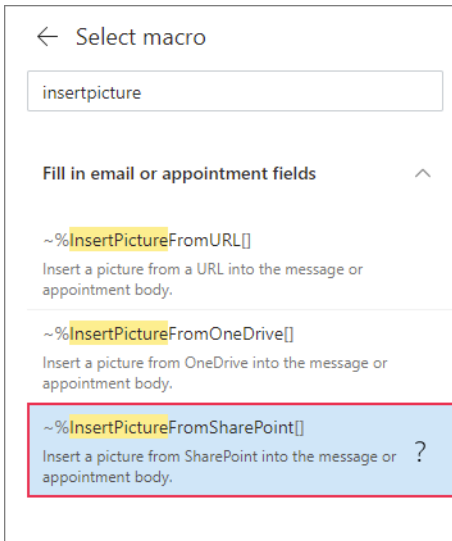 Select macro
insertpicture
Fill in email or appointment fields
~%InsertPictureFromURL[]
Insert a picture from a URL into the message or
appointment body.
~%InsertPictureFromOneDrive[]
Insert a picture from OneDrive into the message or
appointment body.
~%InsertPictureFromSharePoint[]
Insert a picture from SharePoint into the message or
appointment body.
?